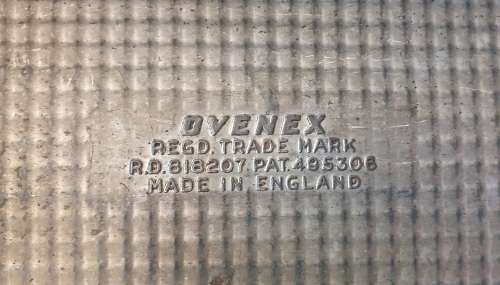 OVENEX
REGD. TRADE MARK
R.D. 818207. PAT. 495306
MADE IN ENGLAND